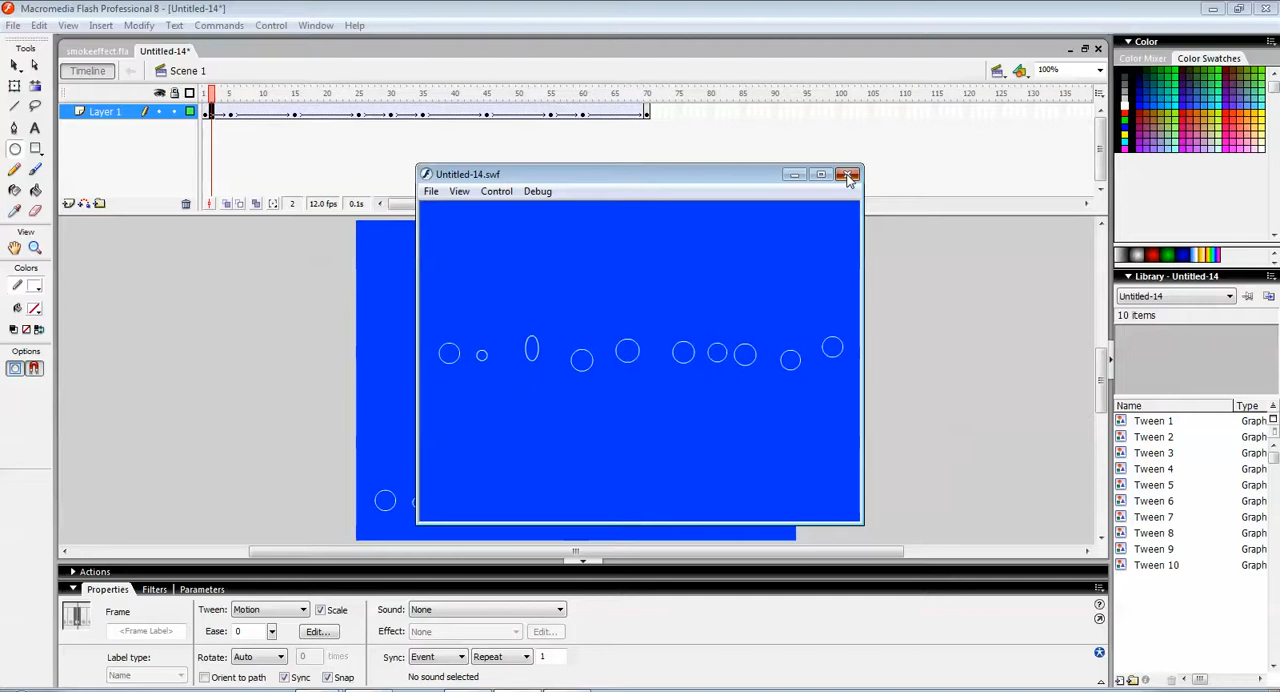 Macromedia Flash Professional 8 - [Untitled-14*]
File Edit View Insert Modify Text Commands Control Window Help
Tools
smokeeffect.fla Untitled-14*
Timeline Scene 1 100%
1 5 10 15 20 25 30 35 40 45 50 55 60 65 70 75 80 85 90 95 100 105 110 115 120 125 130 135
Layer 1
2 12.0 fps 0.1s
View
Colors
Options
Untitled-14.swf
File View Control Debug
Color
Color Mixer Color Swatches
Library - Untitled-14
Untitled-14
10 items
Name Type
Tween 1 Graph
Tween 2 Graph
Tween 3 Graph
Tween 4 Graph
Tween 5 Graph
Tween 6 Graph
Tween 7 Graph
Tween 8 Graph
Tween 9 Graph
Tween 10 Graph
Actions
Properties Filters Parameters
Frame Tween: Motion Scale Sound: None
<Frame Label> Ease: 0 Edit... Effect: None Edit...
Label type: Rotate: Auto 0 times Sync: Event Repeat 1
Name Orient to path Sync Snap No sound selected